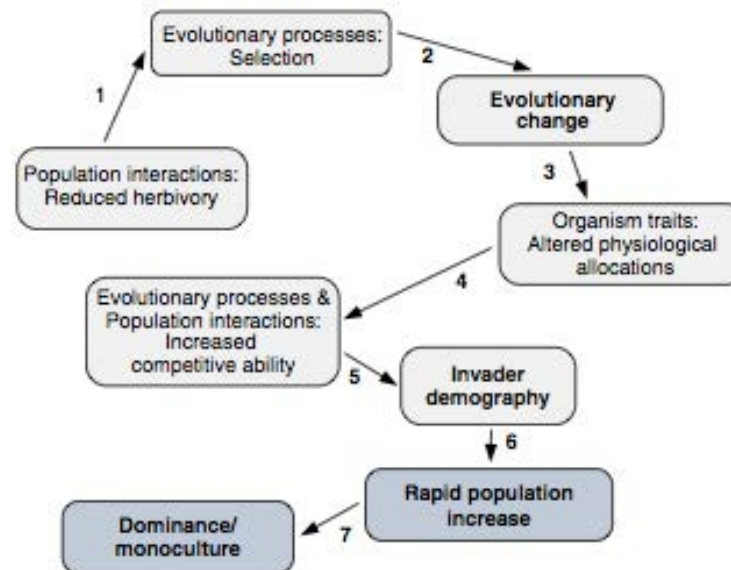 Evolutionary processes:
Selection
2
1
Evolutionary
change
Population interactions:
Reduced herbivory
3
Organism traits:
Altered physiological
allocations
4
Evolutionary processes &
Population interactions:
Increased
competitive ability
5
Invader
demography
6
Rapid population
increase
7
Dominance/
monoculture